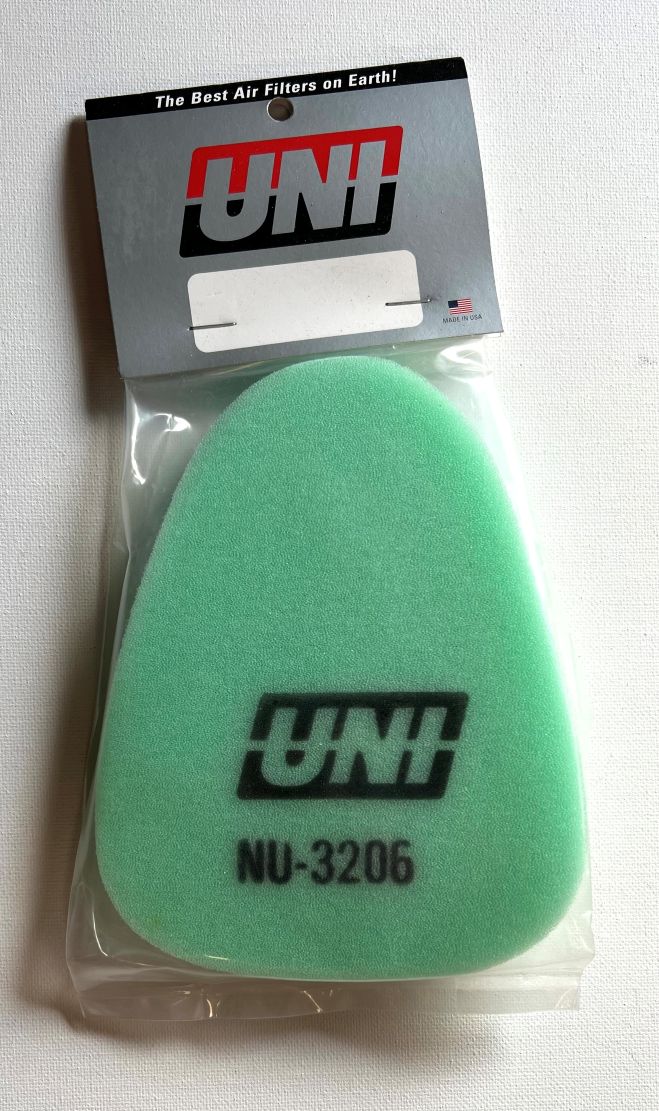 The Best Air Filters on Earth!
UNI
MADE IN USA
UNI
NU-3206